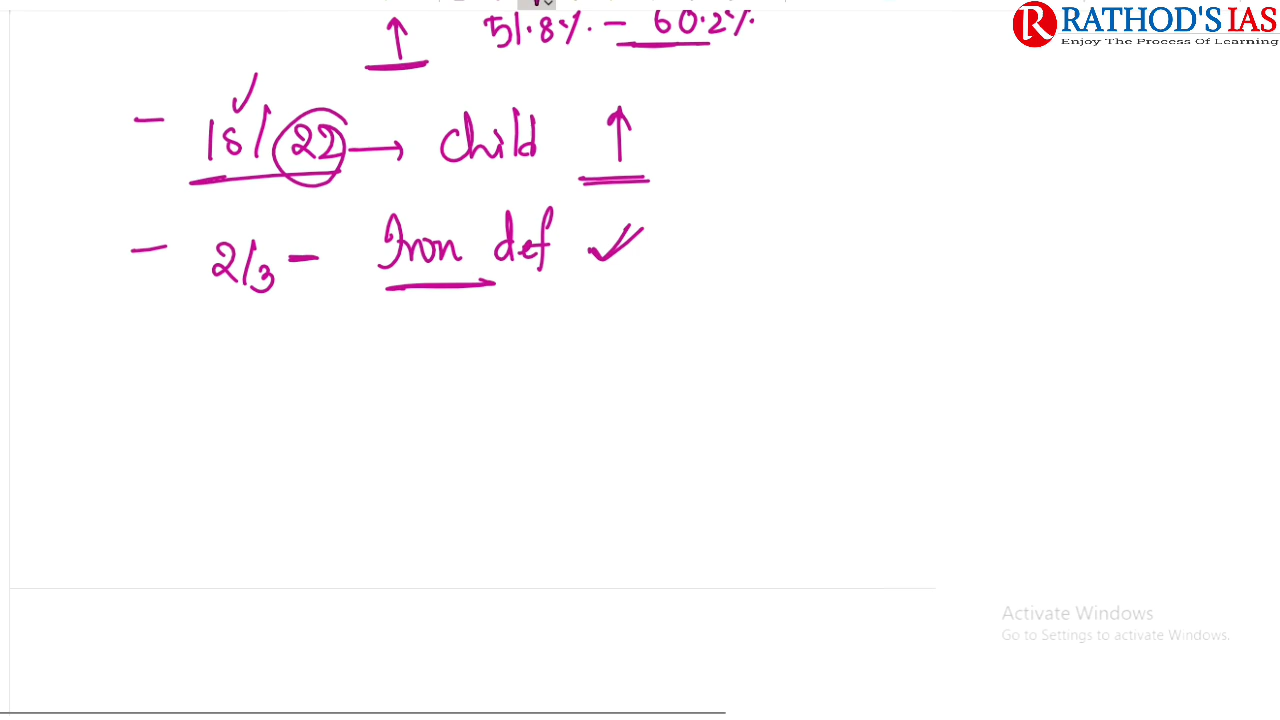 RATHOD'S IAS
Enjoy The Process Of Learning
↑ 51.8%. - 60.2%.
- 18/22 → child ↑
- 2/3 - Iron def ✓
Activate Windows
Go to Settings to activate Windows.